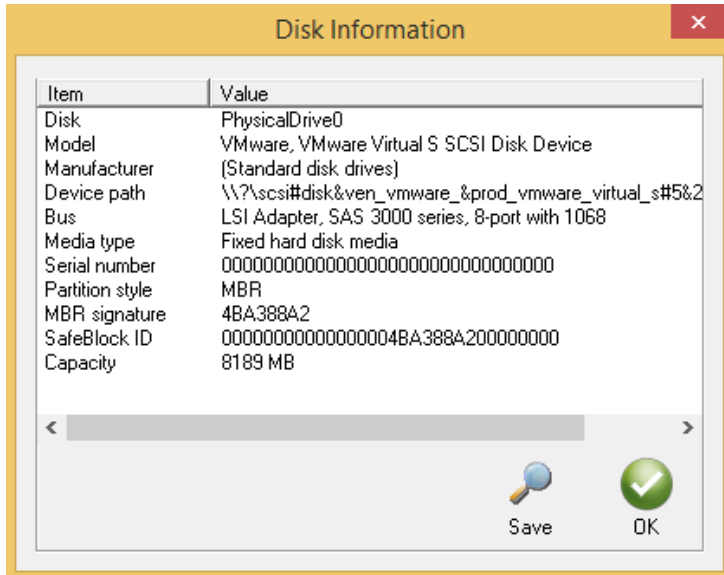 Disk Information
Item Value
Disk PhysicalDrive0
Model VMware, VMware Virtual S SCSI Disk Device
Manufacturer (Standard disk drives)
Device path \\?\scsi#disk&ven_vmware_&prod_vmware_virtual_s#5&2
Bus LSI Adapter, SAS 3000 series, 8-port with 1068
Media type Fixed hard disk media
Serial number 00000000000000000000000000000000
Partition style MBR
MBR signature 4BA388A2
SafeBlock ID 00000000000000004BA388A200000000
Capacity 8189 MB
Save OK